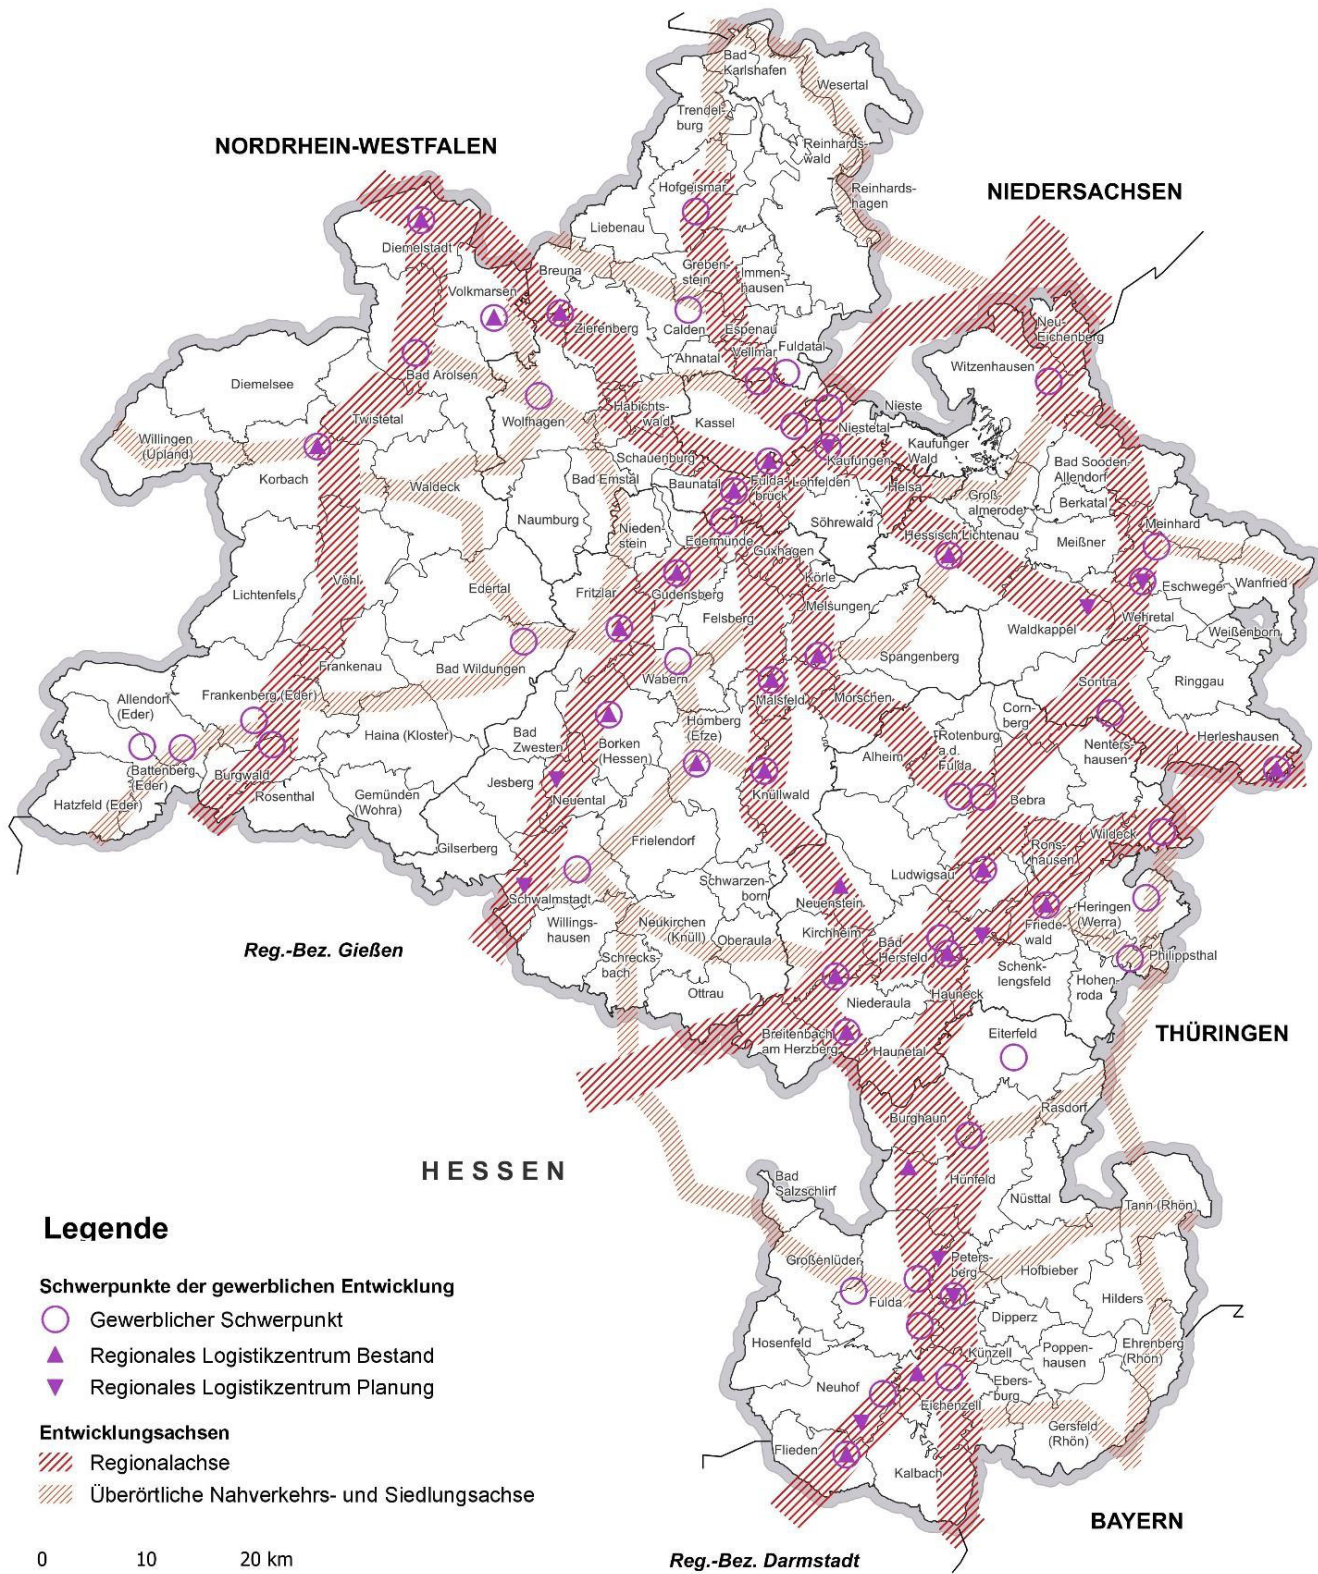 Bad
Karlshafen
Wesertal
Trendel-
burg
NORDRHEIN-WESTFALEN
Reinhards-
wald
Hofgeismar
Reinhards-
hagen
NIEDERSACHSEN
Liebenau
Diemelstadt
Greben-
stein
Immen-
hausen
Breuna
Volkmarsen
Zierenberg
Calden
Espenau
Neu-
Eichenberg
Ahnatal
Vellmar
Fuldatal
Witzenhausen
Bad Arolsen
Diemelsee
Twistetal
Wolfhagen
Habichts-
wald
Kassel
Nieste
Niestetal
Willingen
(Upland)
Kaufunger
Wald
Kaufungen
Schauenburg
Bad Sooden-
Allendorf
Korbach
Waldeck
Bad Emstal
Baunatal
Fulda-
brück
Lohfelden
Helsa
Groß-
almerode
Berkatal
Naumburg
Nieden-
stein
Edermünde
Söhrewald
Hessisch Lichtenau
Meinhard
Meißner
Guxhagen
Vöhl
Edertal
Fritzlar
Gudensberg
Körle
Eschwege
Wanfried
Lichtenfels
Felsberg
Melsungen
Waldkappel
Wehretal
Weißenborn
Frankenau
Bad Wildungen
Wabern
Spangenberg
Sontra
Ringgau
Allendorf
(Eder)
Frankenberg (Eder)
Malsfeld
Morschen
Homberg
(Efze)
Corn-
berg
Haina (Kloster)
Bad
Zwesten
Borken
(Hessen)
Rotenburg
a.d.
Fulda
Nenters-
hausen
Herleshausen
Alheim
Battenberg
(Eder)
Burgwald
Jesberg
Knüllwald
Rosenthal
Gemünden
(Wohra)
Neuental
Bebra
Hatzfeld (Eder)
Wildeck
Frielendorf
Rons-
hausen
Gilserberg
Schwarzen-
born
Ludwigsau
Schwalmstadt
Neuenstein
Heringen
(Werra)
Willings-
hausen
Neukirchen
(Knüll)
Oberaula
Kirchheim
Friede-
wald
Reg.-Bez. Gießen
Bad
Hersfeld
Philippsthal
Schrecks-
bach
Schenk-
lengsfeld
Hohen-
roda
Ottrau
Niederaula
Hauneck
Breitenbach
am Herzberg
Eiterfeld
THÜRINGEN
Haunetal
Rasdorf
Burghaun
HESSEN
Bad
Salzschlirf
Hünfeld
Nüsttal
Tann (Rhön)
Großenlüder
Peters-
berg
Hofbieber
Hilders
Fulda
Dipperz
Hosenfeld
Künzell
Poppen-
hausen
Ehrenberg
(Rhön)
Neuhof
Ebers-
burg
Eichenzell
Gersfeld
(Rhön)
Flieden
Kalbach
BAYERN
Reg.-Bez. Darmstadt
Legende
Schwerpunkte der gewerblichen Entwicklung
Gewerblicher Schwerpunkt
Regionales Logistikzentrum Bestand
Regionales Logistikzentrum Planung
Entwicklungsachsen
Regionalachse
Überörtliche Nahverkehrs- und Siedlungsachse
0 10 20 km